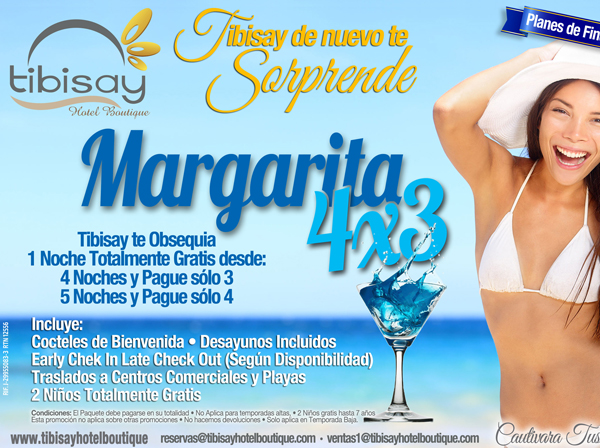 Planes de Fin
tibisay
Hotel Boutique
Tibisay de nuevo te
Sorprende
Margarita
4x3
Tibisay te Obsequia
1 Noche Totalmente Gratis desde:
4 Noches y Pague sólo 3
5 Noches y Pague sólo 4
Incluye:
Cocteles de Bienvenida • Desayunos Incluidos
Early Chek In Late Check Out (Según Disponibilidad)
Traslados a Centros Comerciales y Playas
2 Niños Totalmente Gratis
Condiciones: El Paquete debe pagarse en su totalidad • No Aplica para temporadas altas, • 2 Niños gratis hasta 7 años
Esta promoción no aplica sobre otras promociones • No hacemos devoluciones • Solo aplica en Temporada Baja.
www.tibisayhotelboutique reservas@tibisayhotelboutique.com • ventas1@tibisayhotelboutique.com
Cautivara Tus